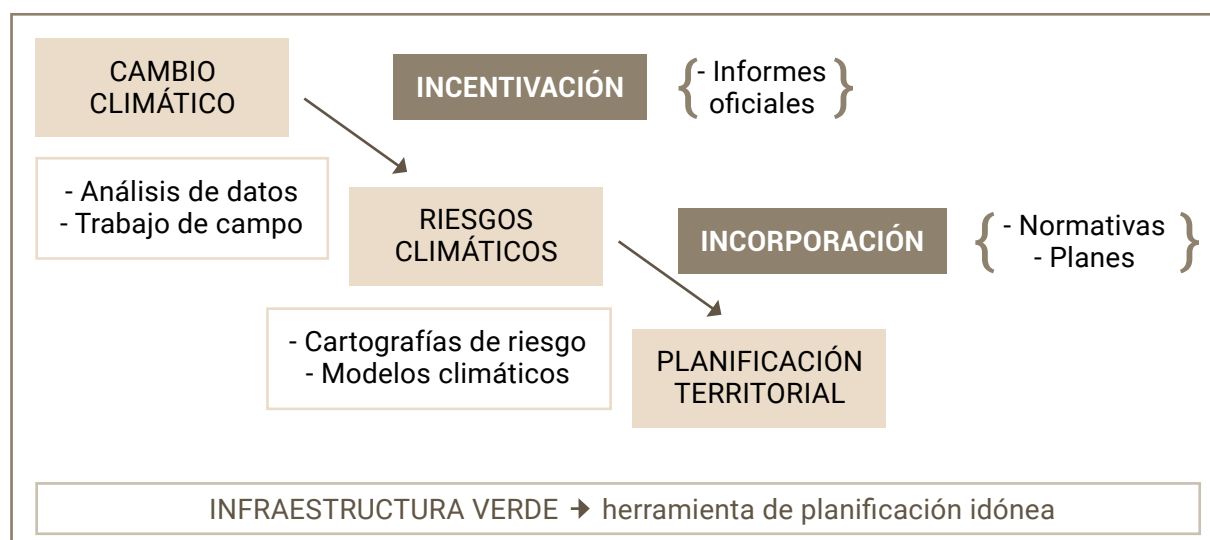 CAMBIO
CLIMÁTICO
INCENTIVACIÓN
- Informes
oficiales
- Análisis de datos
- Trabajo de campo
RIESGOS
CLIMÁTICOS
INCORPORACIÓN
- Normativas
- Planes
- Cartografías de riesgo
- Modelos climáticos
PLANIFICACIÓN
TERRITORIAL
INFRAESTRUCTURA VERDE → herramienta de planificación idónea